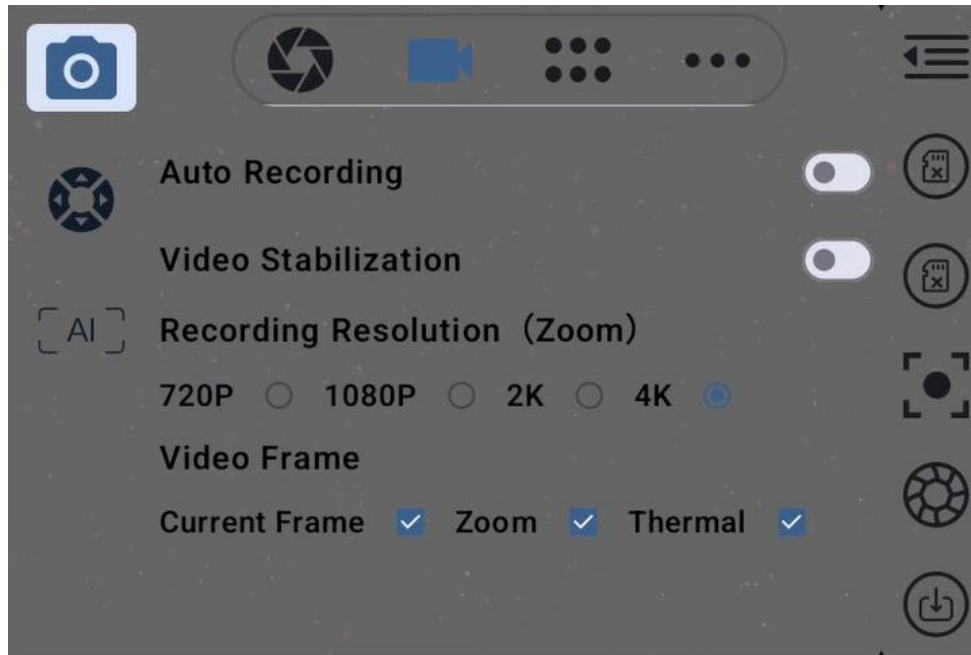 Auto Recording
Video Stabilization
AI
Recording Resolution（Zoom）
720P 1080P 2K 4K
Video Frame
Current Frame Zoom Thermal